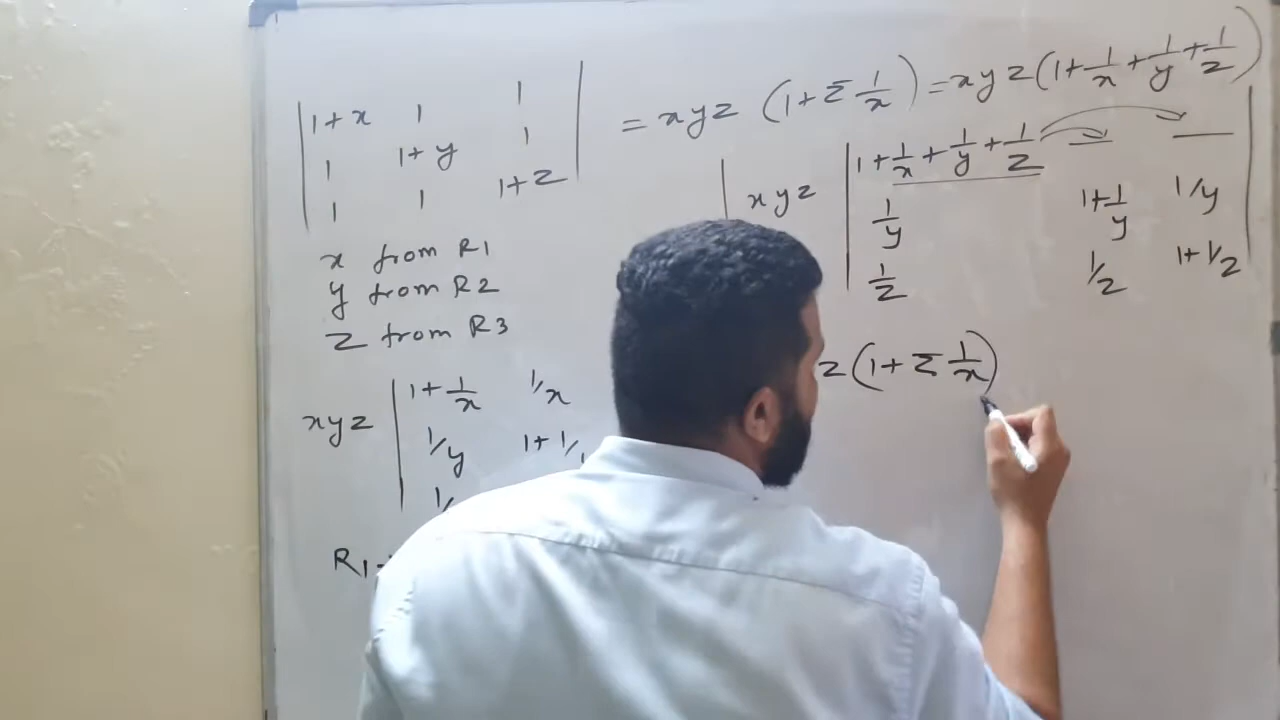 |1+x 1 1|
|1 1+y 1|
|1 1 1+z|
= xyz (1+Σ 1/x) = xyz (1+1/x+1/y+1/z)
x from R1
y from R2
z from R3
xyz |1+1/x 1/x
1/y 1+1/
1/
R1
xyz |1+1/x+1/y+1/z — —|
|1/y 1+1/y 1/y|
|1/z 1/z 1+1/z|
z(1+Σ 1/x)